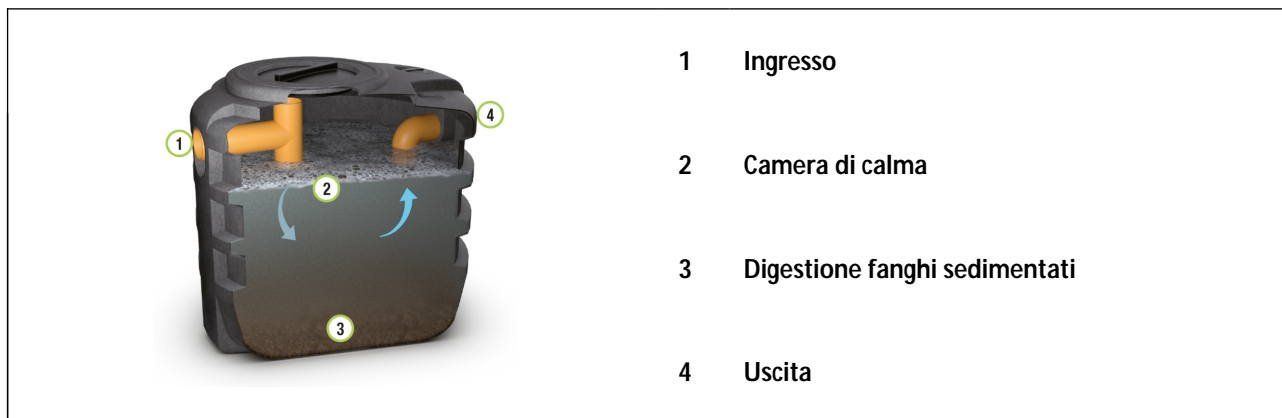 1 Ingresso
2 Camera di calma
3 Digestione fanghi sedimentati
4 Uscita
1
4
2
3